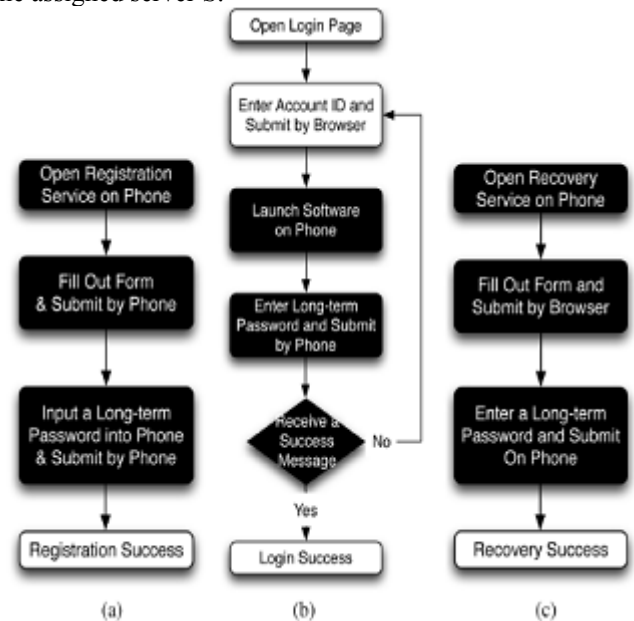 assigned server S.
Open Registration
Service on Phone
Fill Out Form
& Submit by Phone
Input a Long-term
Password into Phone
& Submit by Phone
Registration Success
(a)
Open Login Page
Enter Account ID and
Submit by Browser
Launch Software
on Phone
Enter Long-term
Password and Submit
by Phone
Receive a
Success
Message
No
Yes
Login Success
(b)
Open Recovery
Service on Phone
Fill Out Form and
Submit by Browser
Enter a Long-term
Password and Submit
On Phone
Recovery Success
(c)